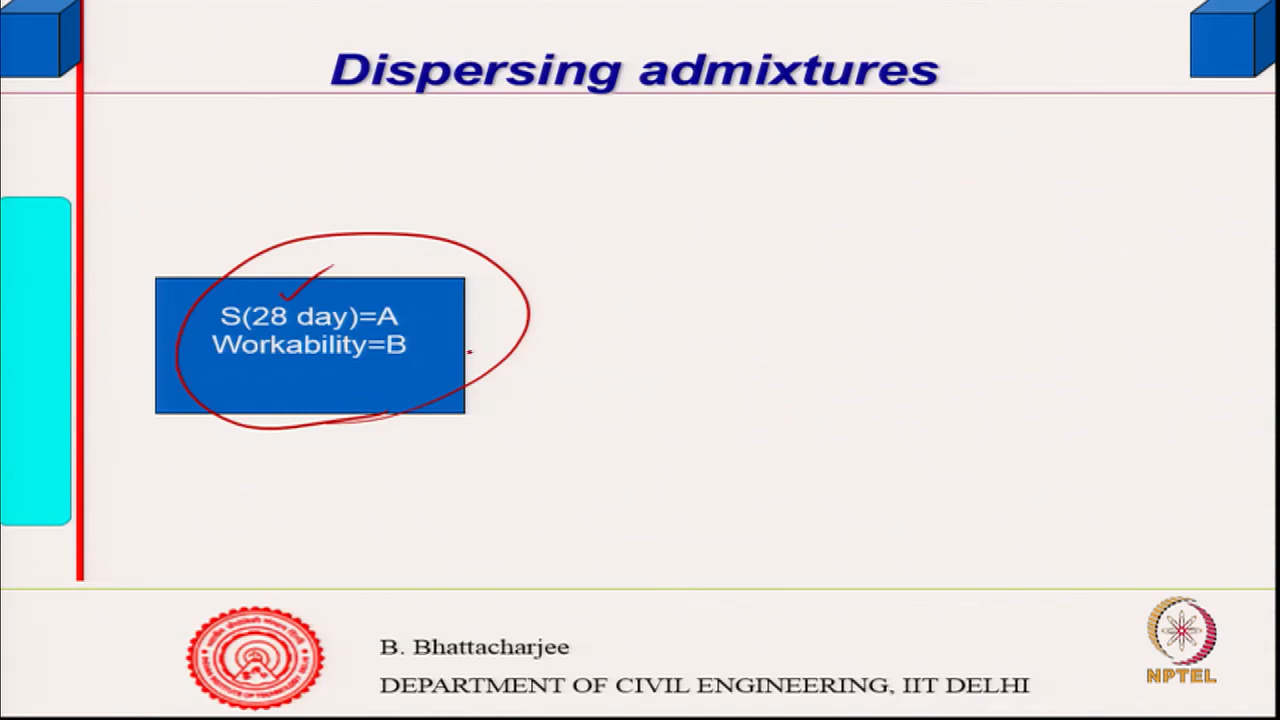 Dispersing admixtures
S(28 day)=A
Workability=B
B. Bhattacharjee
DEPARTMENT OF CIVIL ENGINEERING, IIT DELHI
NPTEL